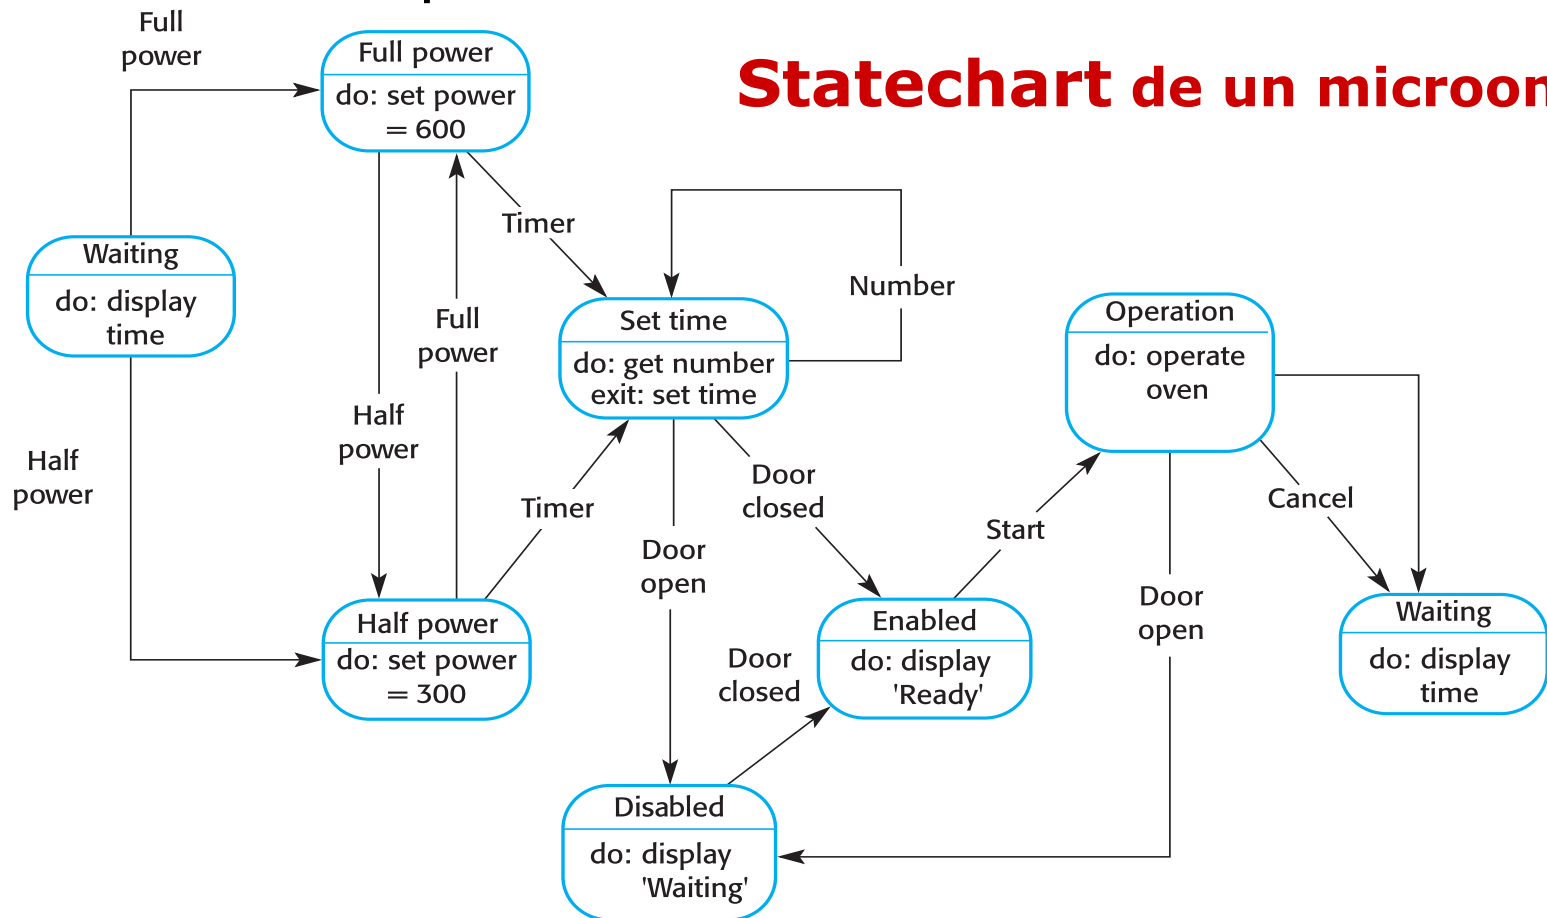 Statechart de un microon
Full
power
Full power
do: set power
= 600
Timer
Waiting
do: display
time
Number
Full
power
Set time
do: get number
exit: set time
Operation
do: operate
oven
Half
power
Half
power
Timer
Door
closed
Door
open
Start
Cancel
Door
open
Half power
do: set power
= 300
Door
closed
Enabled
do: display
'Ready'
Waiting
do: display
time
Disabled
do: display
'Waiting'